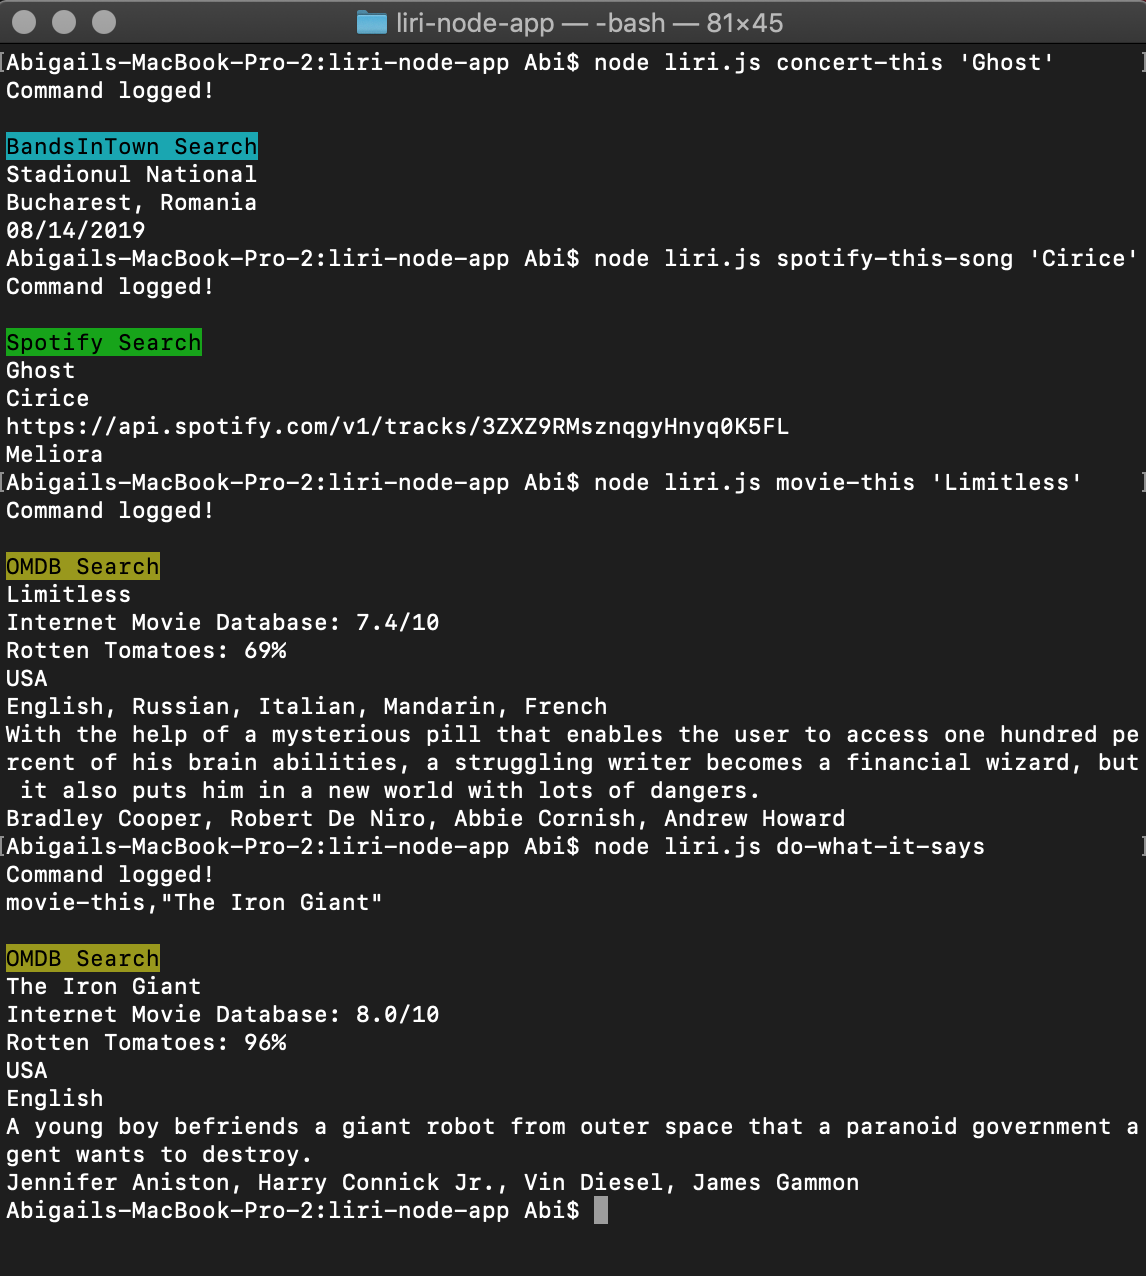 liri-node-app — -bash — 81×45
[Abigails-MacBook-Pro-2:liri-node-app Abi$ node liri.js concert-this 'Ghost' ]
Command logged!
BandsInTown Search
Stadionul National
Bucharest, Romania
08/14/2019
Abigails-MacBook-Pro-2:liri-node-app Abi$ node liri.js spotify-this-song 'Cirice'
Command logged!
Spotify Search
Ghost
Cirice
https://api.spotify.com/v1/tracks/3ZXZ9RMsznqgyHnyq0K5FL
Meliora
[Abigails-MacBook-Pro-2:liri-node-app Abi$ node liri.js movie-this 'Limitless' ]
Command logged!
OMDB Search
Limitless
Internet Movie Database: 7.4/10
Rotten Tomatoes: 69%
USA
English, Russian, Italian, Mandarin, French
With the help of a mysterious pill that enables the user to access one hundred pe
rcent of his brain abilities, a struggling writer becomes a financial wizard, but
 it also puts him in a new world with lots of dangers.
Bradley Cooper, Robert De Niro, Abbie Cornish, Andrew Howard
[Abigails-MacBook-Pro-2:liri-node-app Abi$ node liri.js do-what-it-says ]
Command logged!
movie-this,"The Iron Giant"
OMDB Search
The Iron Giant
Internet Movie Database: 8.0/10
Rotten Tomatoes: 96%
USA
English
A young boy befriends a giant robot from outer space that a paranoid government a
gent wants to destroy.
Jennifer Aniston, Harry Connick Jr., Vin Diesel, James Gammon
Abigails-MacBook-Pro-2:liri-node-app Abi$